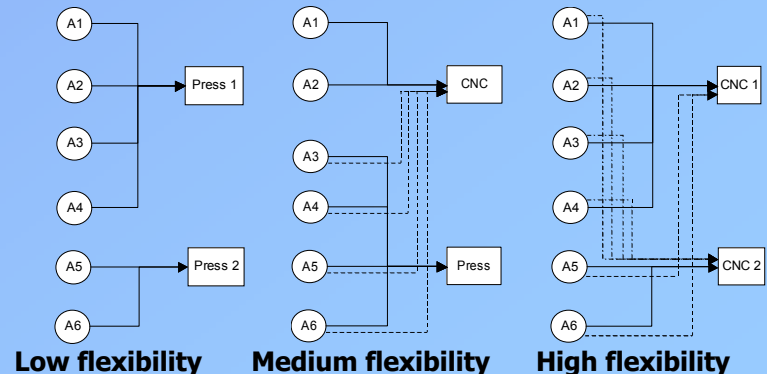 A1
A2
A3
A4
A5
A6
Press 1
Press 2
Low flexibility
A1
A2
A3
A4
A5
A6
CNC
Press
Medium flexibility
A1
A2
A3
A4
A5
A6
CNC 1
CNC 2
High flexibility